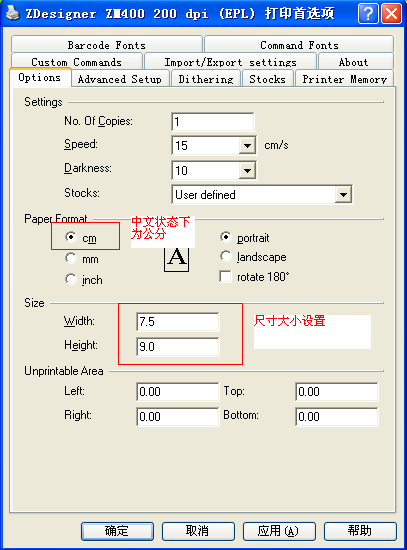 ZDesigner ZM400 200 dpi (EPL) 打印首选项
Barcode Fonts
Command Fonts
Custom Commands
Import/Export settings
About
Options
Advanced Setup
Dithering
Stocks
Printer Memory
Settings
No. Of Copies:
1
Speed:
15
cm/s
Darkness:
10
Stocks:
User defined
Paper Format
cm
中文状态下
为公分
portrait
mm
A
landscape
inch
rotate 180°
Size
Width:
7.5
尺寸大小设置
Height:
9.0
Unprintable Area
Left:
0.00
Top:
0.00
Right:
0.00
Bottom:
0.00
确定
取消
应用(A)
帮助